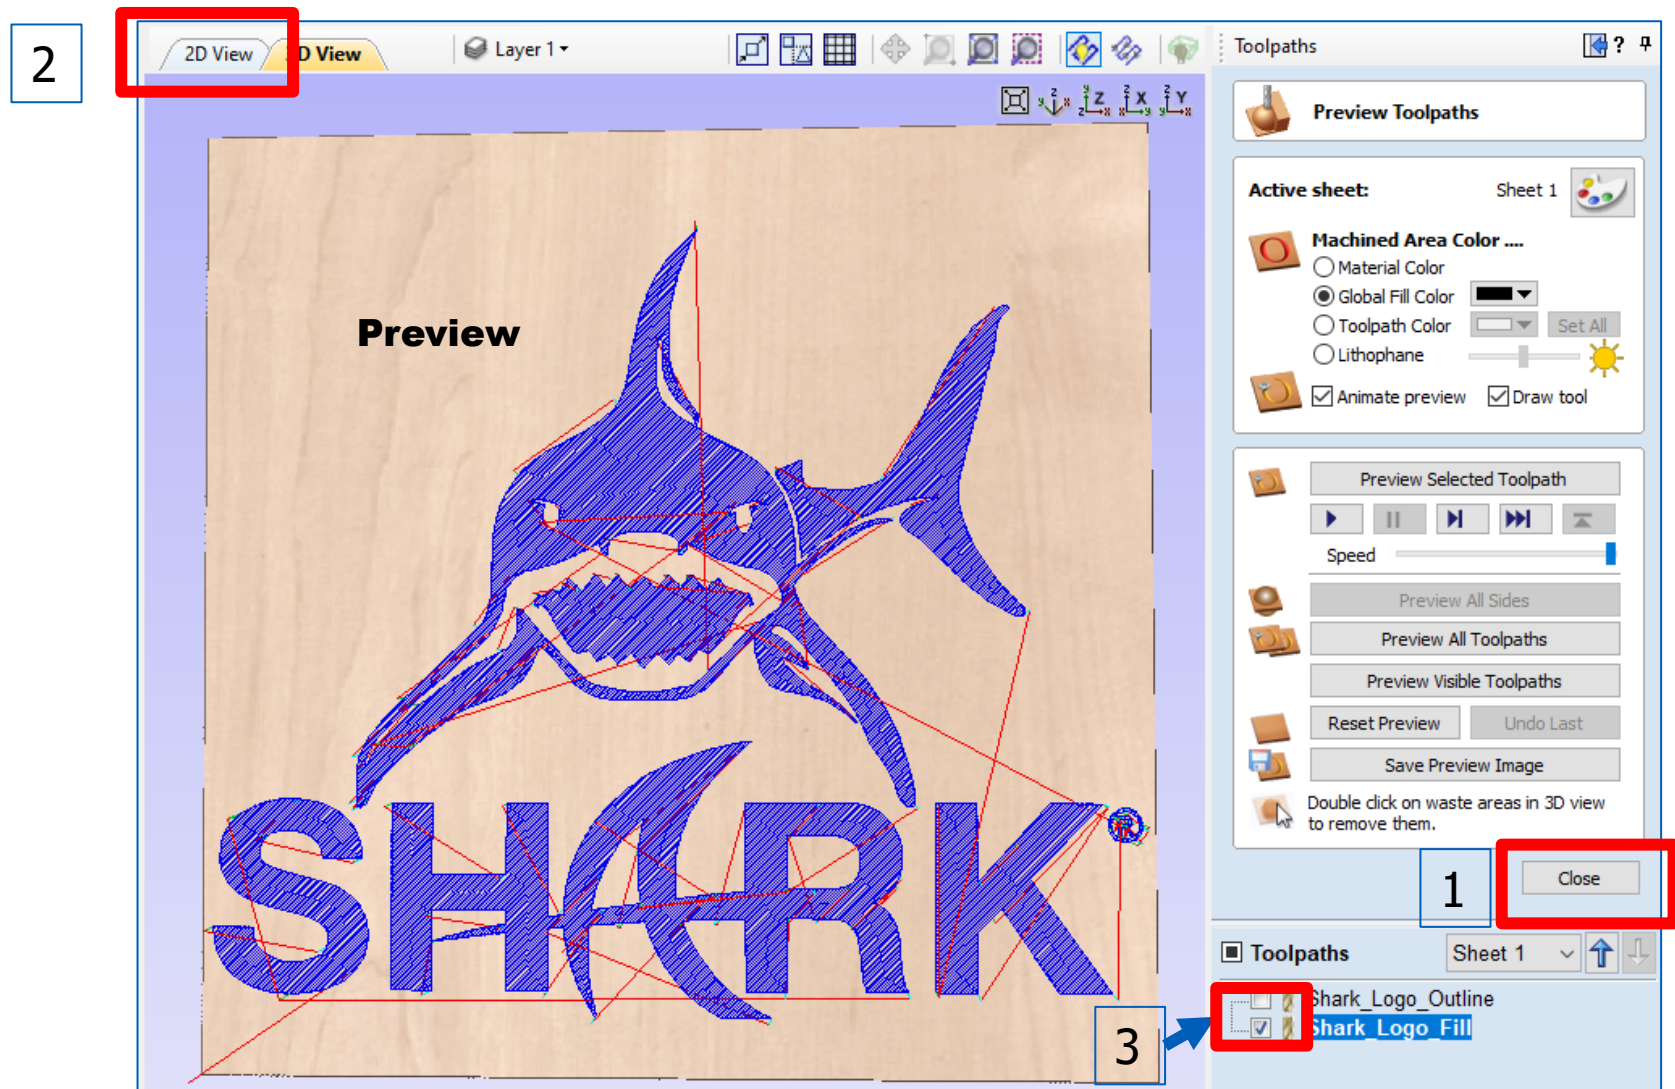 2
2D View
3D View
Layer 1
Toolpaths
?
Preview Toolpaths
Active sheet:
Sheet 1
Machined Area Color ....
Material Color
Global Fill Color
Toolpath Color
Set All
Lithophane
Animate preview
Draw tool
Preview
Preview Selected Toolpath
Speed
Preview All Sides
Preview All Toolpaths
Preview Visible Toolpaths
Reset Preview
Undo Last
Save Preview Image
Double click on waste areas in 3D view
to remove them.
SHARK®
1
Close
Toolpaths
Sheet 1
Shark_Logo_Outline
Shark_Logo_Fill
3